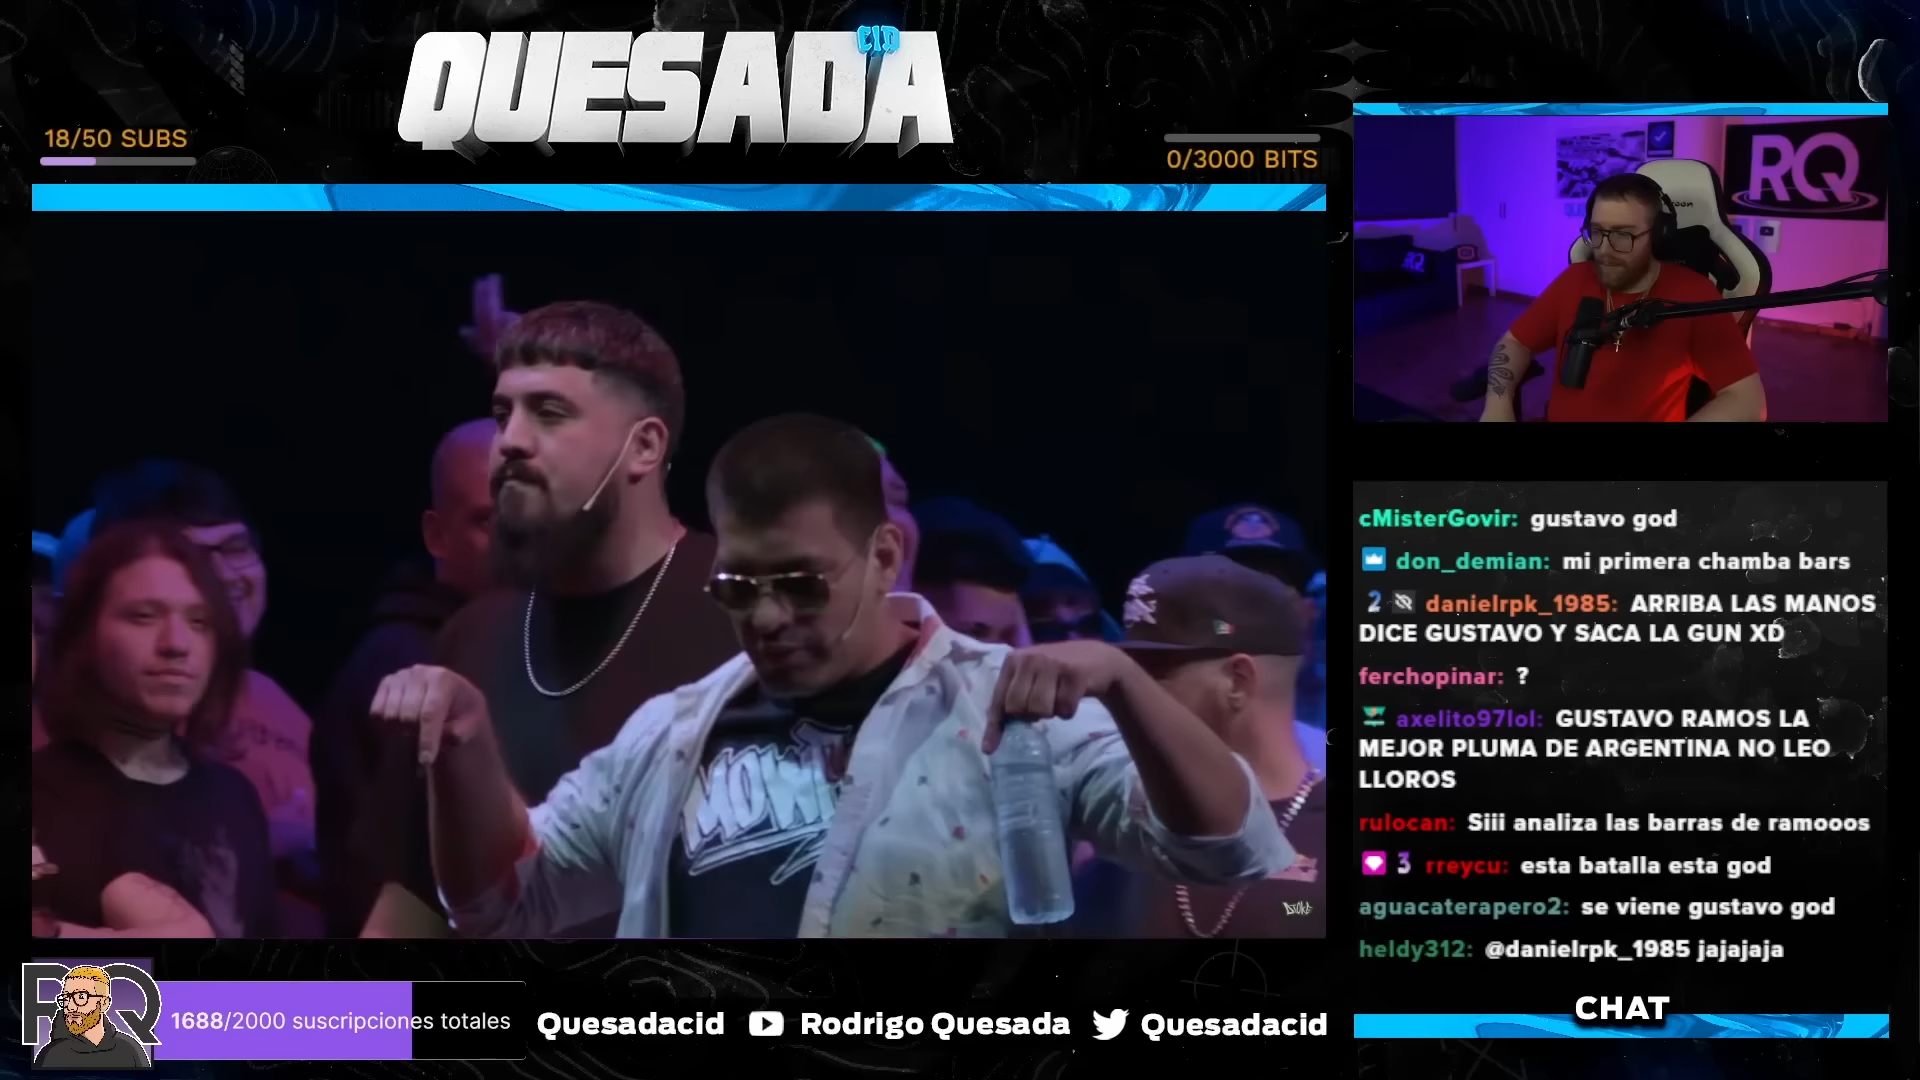 CID
QUESADA
18/50 SUBS
0/3000 BITS
RQ
RQ
cMisterGovir: gustavo god
don_demian: mi primera chamba bars
2 danielrpk_1985: ARRIBA LAS MANOS
DICE GUSTAVO Y SACA LA GUN XD
ferchopinar: ?
axelito97lol: GUSTAVO RAMOS LA
MEJOR PLUMA DE ARGENTINA NO LEO
LLOROS
rulocan: Siii analiza las barras de ramooos
3 rreycu: esta batalla esta god
aguacaterapero2: se viene gustavo god
heldy312: @danielrpk_1985 jajajaja
CHAT
RQ
1688/2000 suscripciones totales
Quesadacid
Rodrigo Quesada
Quesadacid